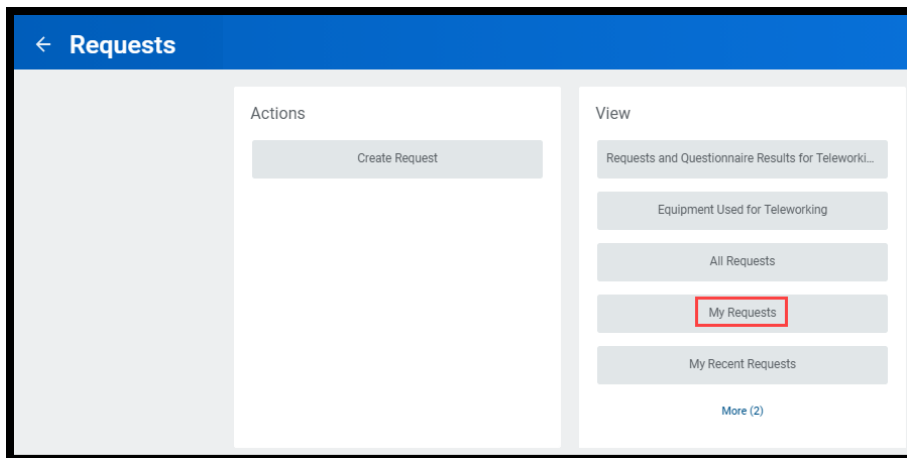 ← Requests
Actions
Create Request
View
Requests and Questionnaire Results for Teleworki...
Equipment Used for Teleworking
All Requests
My Requests
My Recent Requests
More (2)